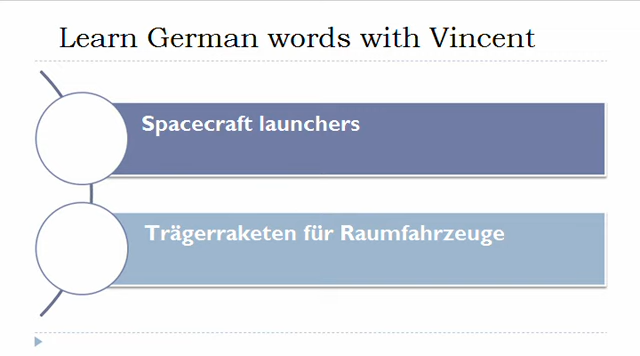 Learn German words with Vincent
Spacecraft launchers
Trägerraketen für Raumfahrzeuge